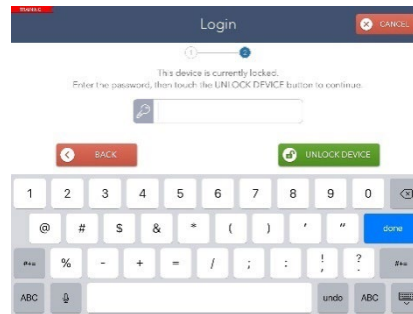 TRAINING
Login
CANCEL
1 2
This device is currently locked.
Enter the password, then touch the UNLOCK DEVICE button to continue.
BACK
UNLOCK DEVICE
1 2 3 4 5 6 7 8 9 0
@ # $ & * ( ) ' " done
#+= % - + = / ; : ! , ? . #+=
ABC undo ABC